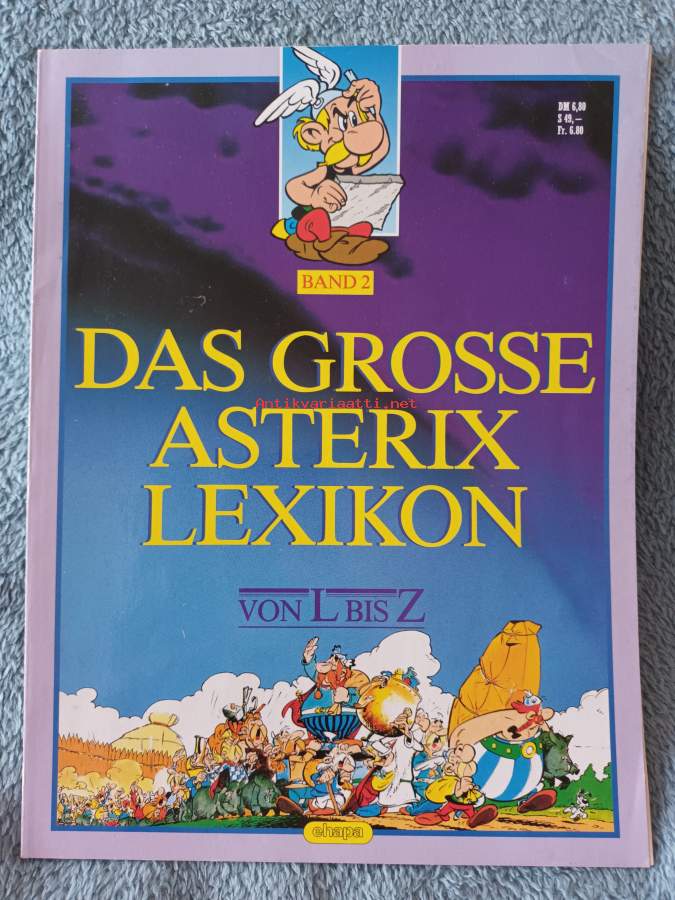 DM 6,80
S 49,—
Fr. 6.80
BAND 2
DAS GROSSE
Antikvariaatti.net
ASTERIX
LEXIKON
VON L BIS Z
ehapa